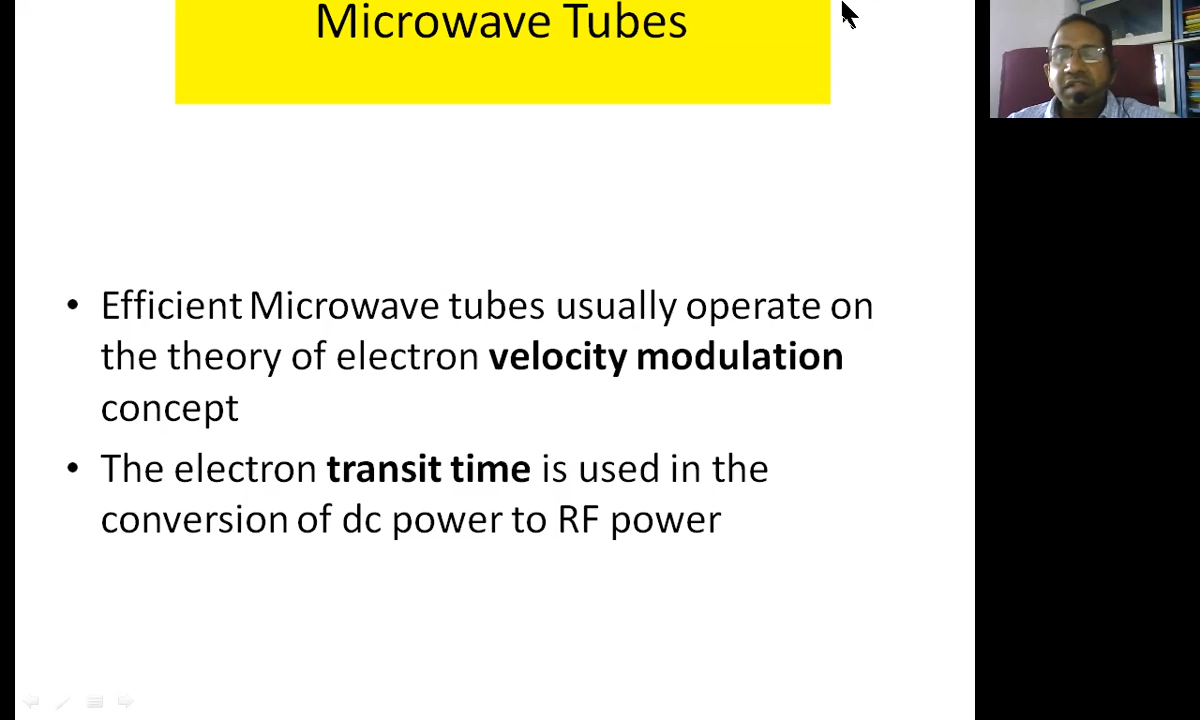 Microwave Tubes
• Efficient Microwave tubes usually operate on
the theory of electron velocity modulation
concept
• The electron transit time is used in the
conversion of dc power to RF power